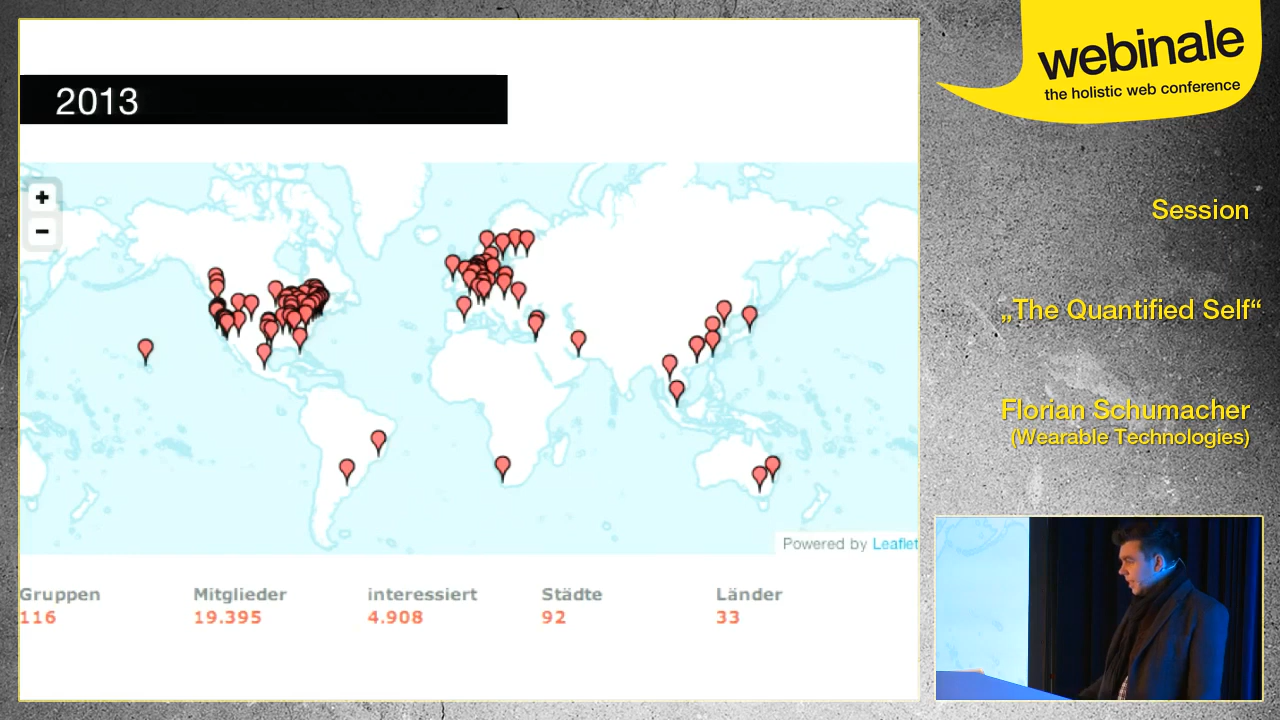 webinale
the holistic web conference
2013
+
−
Powered by Leaflet
Gruppen
Mitglieder
interessiert
Städte
Länder
116
19.395
4.908
92
33
Session
„The Quantified Self“
Florian Schumacher
(Wearable Technologies)